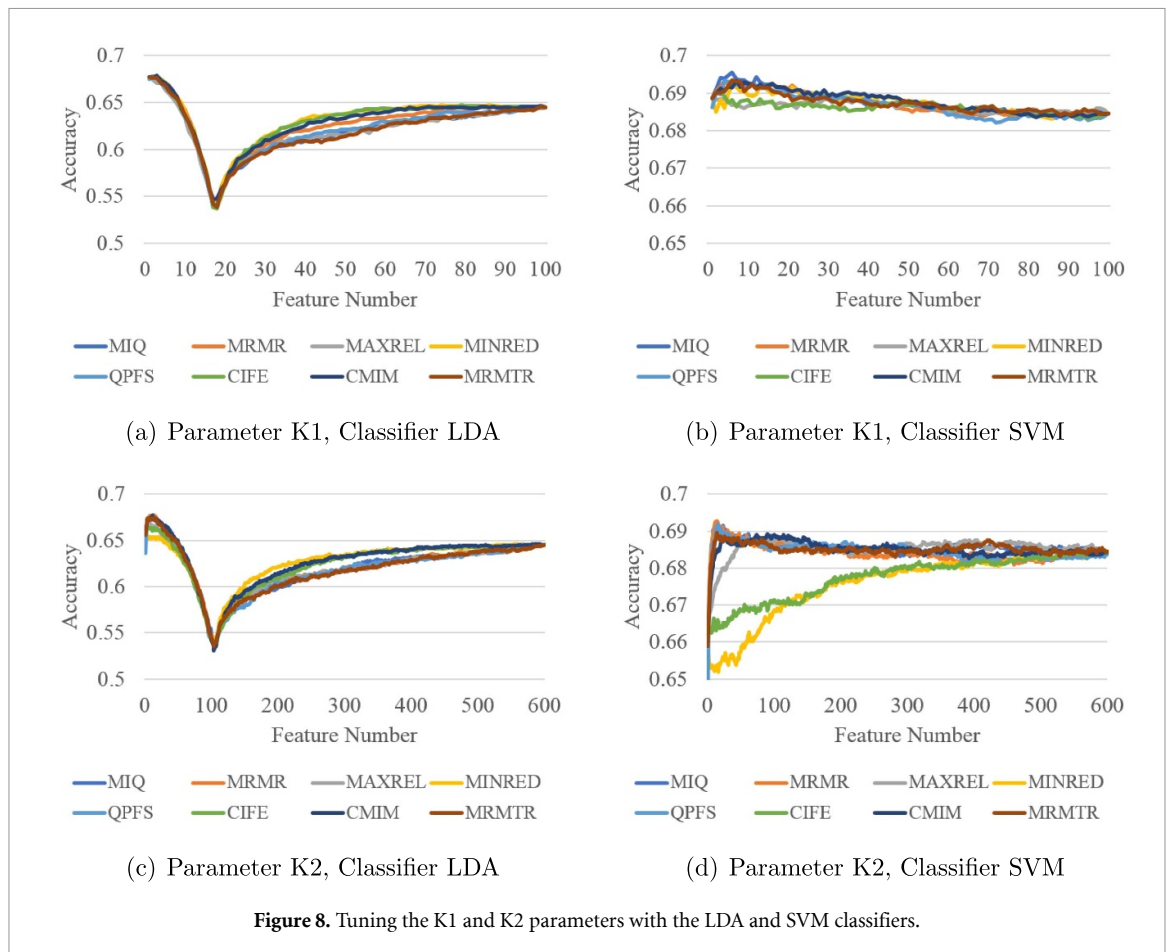 0.7
0.65
0.6
0.55
0.5
Accuracy
0 10 20 30 40 50 60 70 80 90 100
Feature Number
MIQ MRMR MAXREL MINRED
QPFS CIFE CMIM MRMTR
(a) Parameter K1, Classifier LDA
0.7
0.69
0.68
0.67
0.66
0.65
Accuracy
0 10 20 30 40 50 60 70 80 90 100
Feature Number
MIQ MRMR MAXREL MINRED
QPFS CIFE CMIM MRMTR
(b) Parameter K1, Classifier SVM
0.7
0.65
0.6
0.55
0.5
Accuracy
0 100 200 300 400 500 600
Feature Number
MIQ MRMR MAXREL MINRED
QPFS CIFE CMIM MRMTR
(c) Parameter K2, Classifier LDA
0.7
0.69
0.68
0.67
0.66
0.65
Accuracy
0 100 200 300 400 500 600
Feature Number
MIQ MRMR MAXREL MINRED
QPFS CIFE CMIM MRMTR
(d) Parameter K2, Classifier SVM
Figure 8. Tuning the K1 and K2 parameters with the LDA and SVM classifiers.